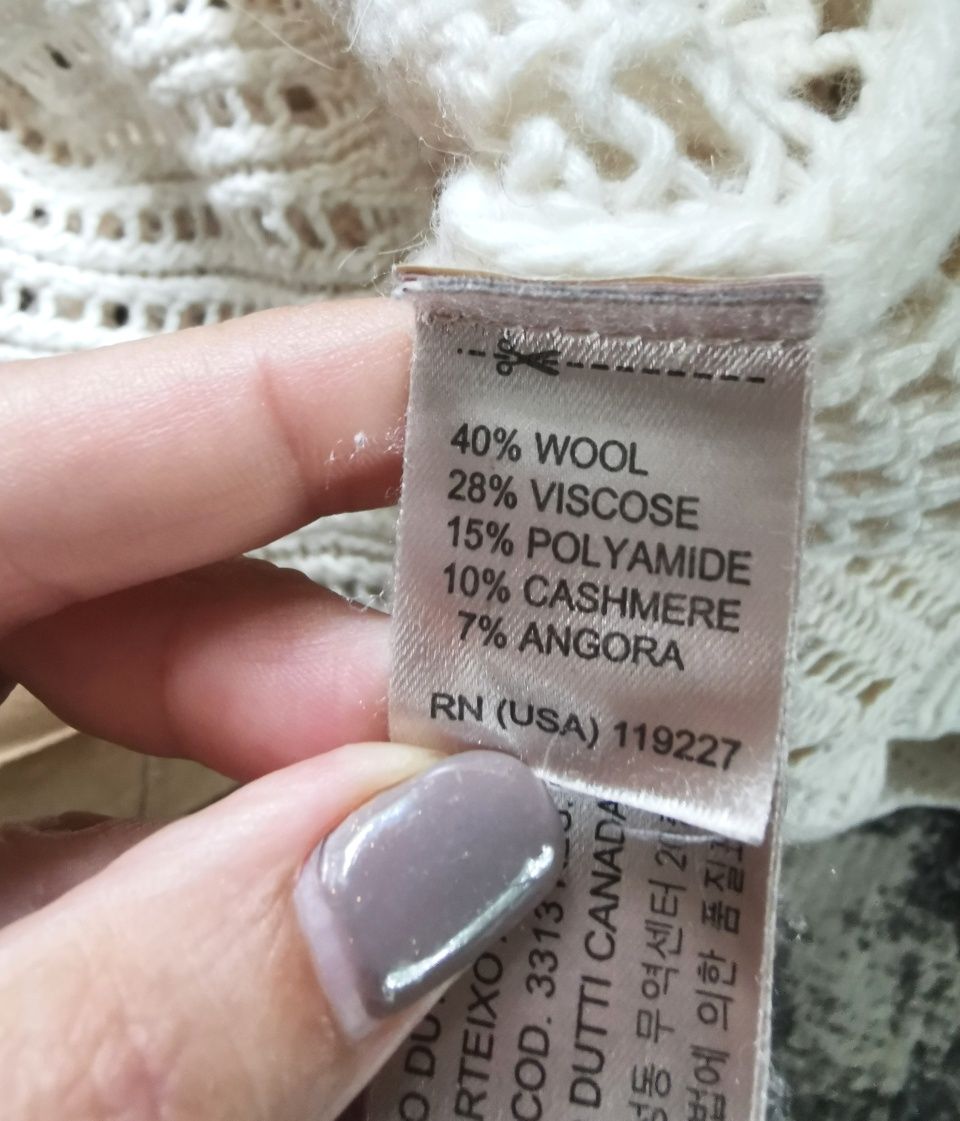 40% WOOL
28% VISCOSE
15% POLYAMIDE
10% CASHMERE
7% ANGORA
RN (USA) 119227
COD. 3313
DUTTI CANADA
무역센터
법에 의한 품질